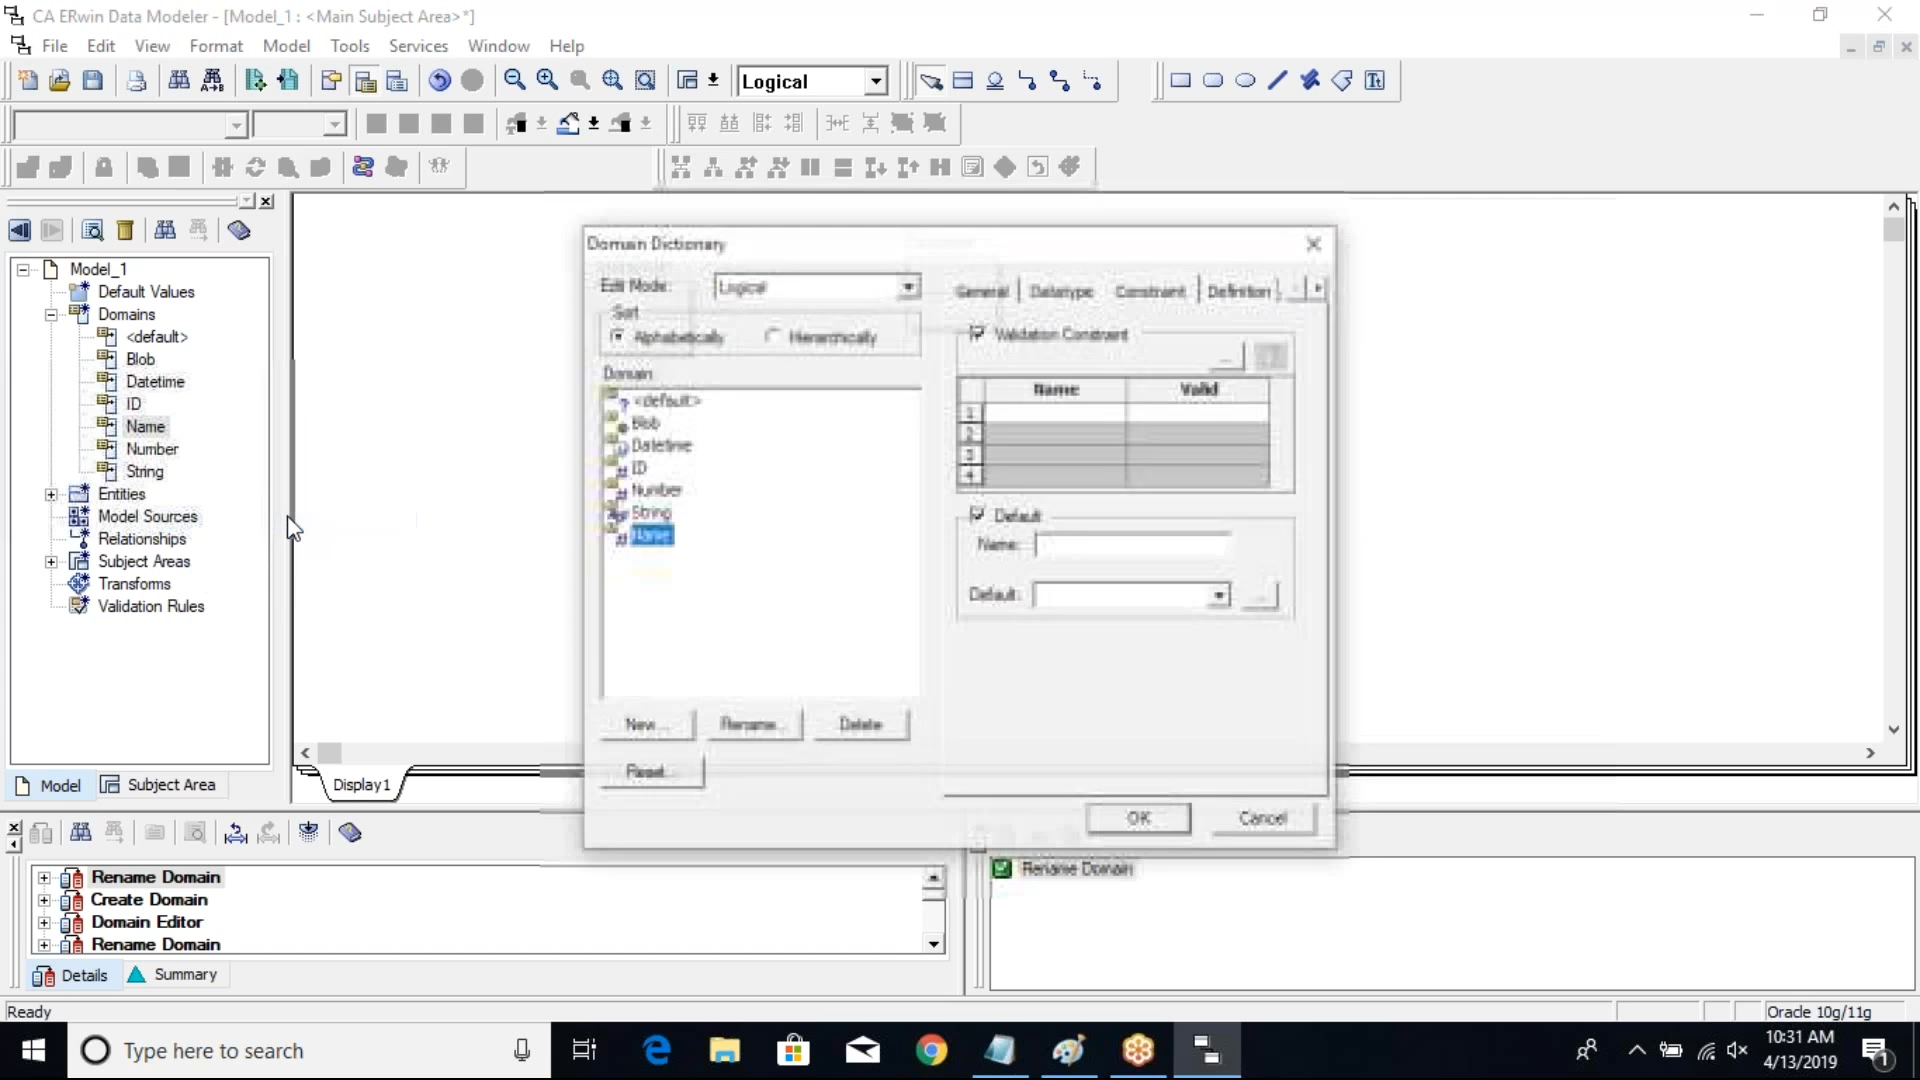 CA ERwin Data Modeler - [Model_1 : <Main Subject Area>*]
File Edit View Format Model Tools Services Window Help
Logical
Model_1
Default Values
Domains
<default>
Blob
Datetime
ID
Name
Number
String
Entities
Model Sources
Relationships
Subject Areas
Transforms
Validation Rules
Model Subject Area
Display1
Domain Dictionary
Edit Mode: Logical
Sort
Alphabetically Hierarchically
Domain
<default>
Blob
Datetime
ID
Number
String
Name
New... Rename... Delete
Reset...
General Datatype Constraint Definition
Validation Constraint
...
Name Valid
1
2
3
4
Default
Name:
Default:
OK Cancel
Rename Domain
Create Domain
Domain Editor
Rename Domain
Details Summary
Rename Domain
Ready
Oracle 10g/11g
Type here to search
10:31 AM
4/13/2019
1